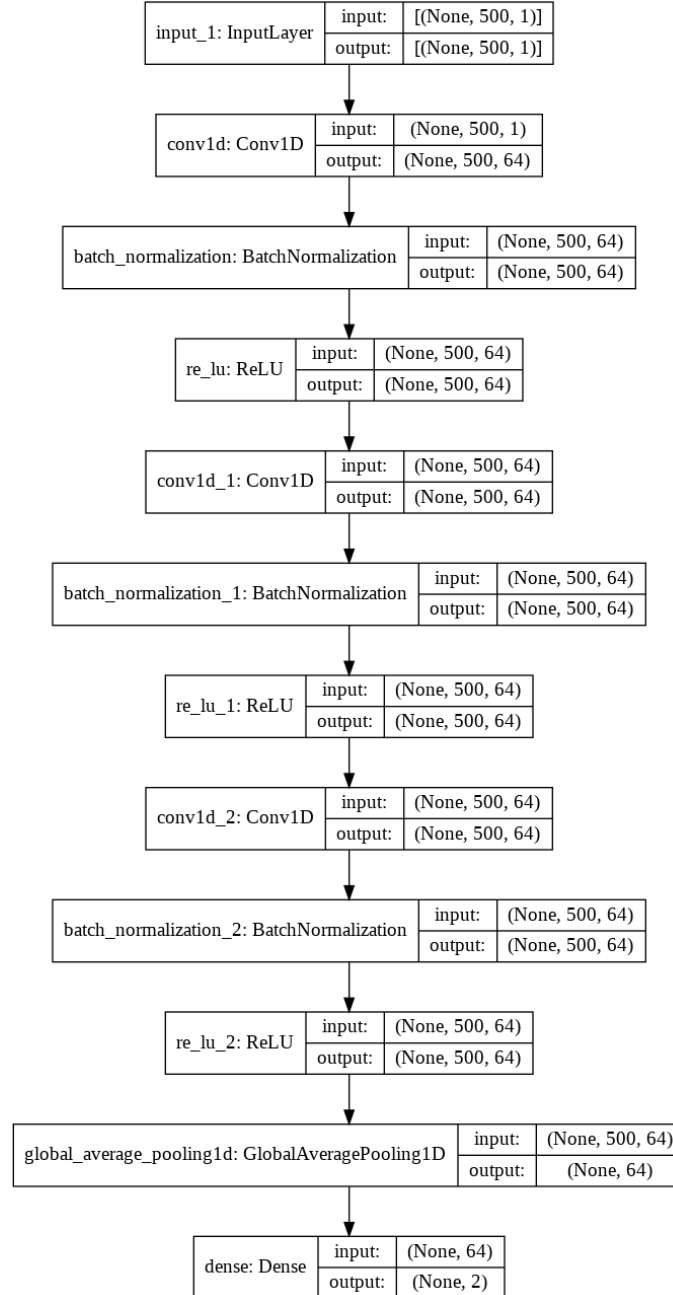 input_1: InputLayer
input: [(None, 500, 1)]
output: [(None, 500, 1)]
conv1d: Conv1D
input: (None, 500, 1)
output: (None, 500, 64)
batch_normalization: BatchNormalization
input: (None, 500, 64)
output: (None, 500, 64)
re_lu: ReLU
input: (None, 500, 64)
output: (None, 500, 64)
conv1d_1: Conv1D
input: (None, 500, 64)
output: (None, 500, 64)
batch_normalization_1: BatchNormalization
input: (None, 500, 64)
output: (None, 500, 64)
re_lu_1: ReLU
input: (None, 500, 64)
output: (None, 500, 64)
conv1d_2: Conv1D
input: (None, 500, 64)
output: (None, 500, 64)
batch_normalization_2: BatchNormalization
input: (None, 500, 64)
output: (None, 500, 64)
re_lu_2: ReLU
input: (None, 500, 64)
output: (None, 500, 64)
global_average_pooling1d: GlobalAveragePooling1D
input: (None, 500, 64)
output: (None, 64)
dense: Dense
input: (None, 64)
output: (None, 2)